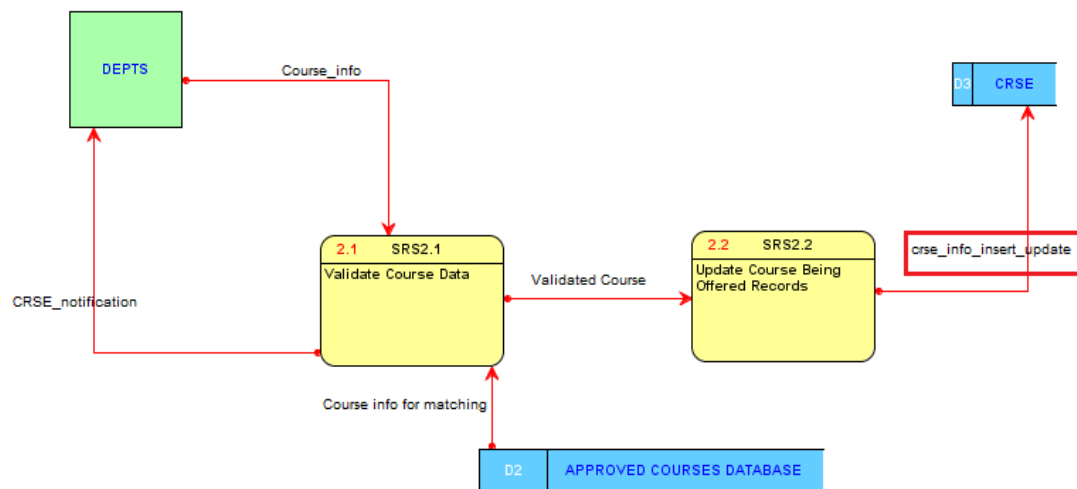 DEPTS
Course_info
D3 CRSE
crse_info_insert_update
2.1 SRS2.1
Validate Course Data
2.2 SRS2.2
Update Course Being
Offered Records
Validated Course
CRSE_notification
Course info for matching
D2 APPROVED COURSES DATABASE